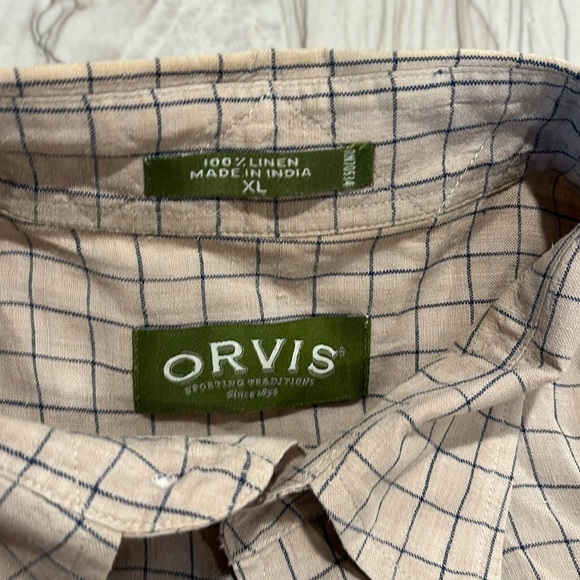 100% LINEN
MADE IN INDIA
XL
ORVIS®
SPORTING TRADITIONS
Since 1856